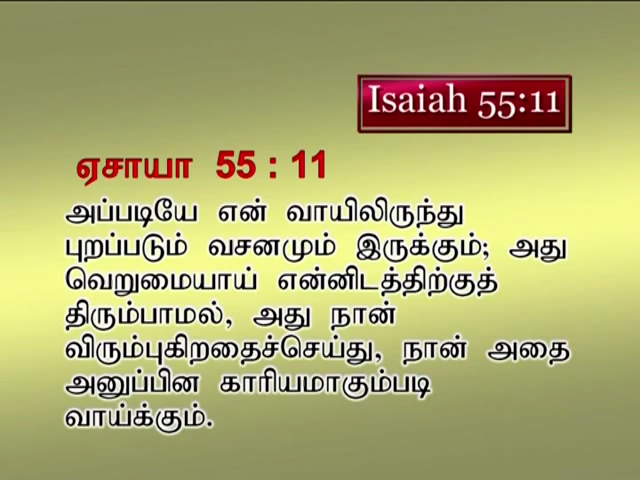 Isaiah 55:11
ஏசாயா 55 : 11
அப்படியே என் வாயிலிருந்து
புறப்படும் வசனமும் இருக்கும்; அது
வெறுமையாய் என்னிடத்திற்குத்
திரும்பாமல், அது நான்
விரும்புகிறதைச்செய்து, நான் அதை
அனுப்பின காரியமாகும்படி
வாய்க்கும்.